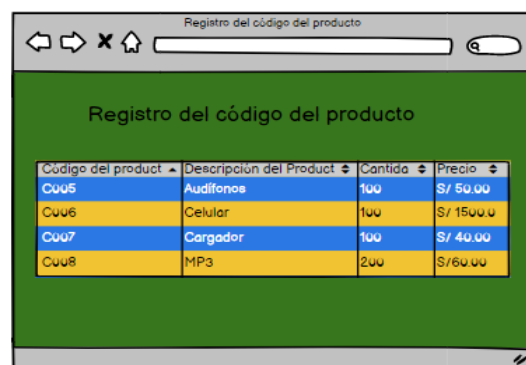 Registro del código del producto
Registro del código del producto
Código del product Descripción del Product Cantida Precio
C005 Audífonos 100 S/ 50.00
C006 Celular 100 S/ 1500.0
C007 Cargador 100 S/ 40.00
C008 MP3 200 S/60.00